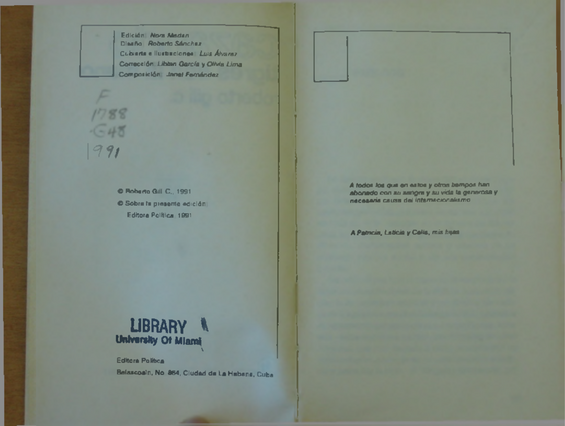 Edición: Nora Madan
Diseño: Roberto Sánchez
Cubierta e ilustraciones: Luis Álvarez
Corrección: Lilian García y Olivia Lima
Composición: Janet Fernández
F
1788
.G48
1991
© Roberto Gili C., 1991
© Sobre la presente edición:
Editora Política, 1991
LIBRARY
University Of Miami
Editora Política
Belascoaín, No. 864, Ciudad de La Habana, Cuba
A todos los que en estos y otros tiempos han
abonado con su sangre y su vida la generosa y
necesaria causa del internacionalismo.
A Patricia, Leticia y Celia, mis hijas